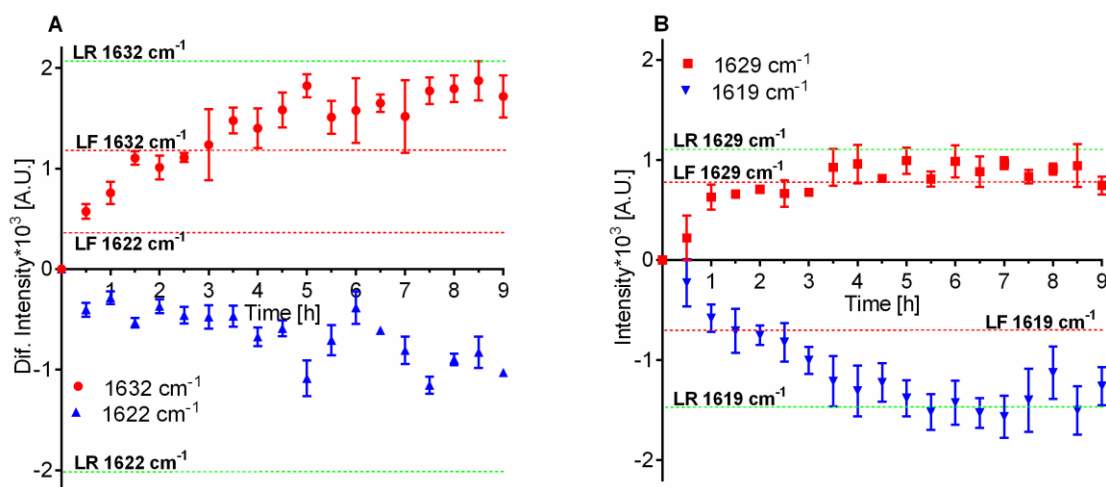 A
LR 1632 cm-1
2
LF 1632 cm-1
1
LF 1622 cm-1
0
1 2 3 4 5 6 7 8 9
Time [h]
-1
1632 cm-1
1622 cm-1
LR 1622 cm-1
-2
Dif. Intensity*10^3 [A.U.]
B
1629 cm-1
2
1619 cm-1
LR 1629 cm-1
1
LF 1629 cm-1
0
1 2 3 4 5 6 7 8 9
Time [h]
LF 1619 cm-1
-1
LR 1619 cm-1
-2
Intensity*10^3 [A.U.]